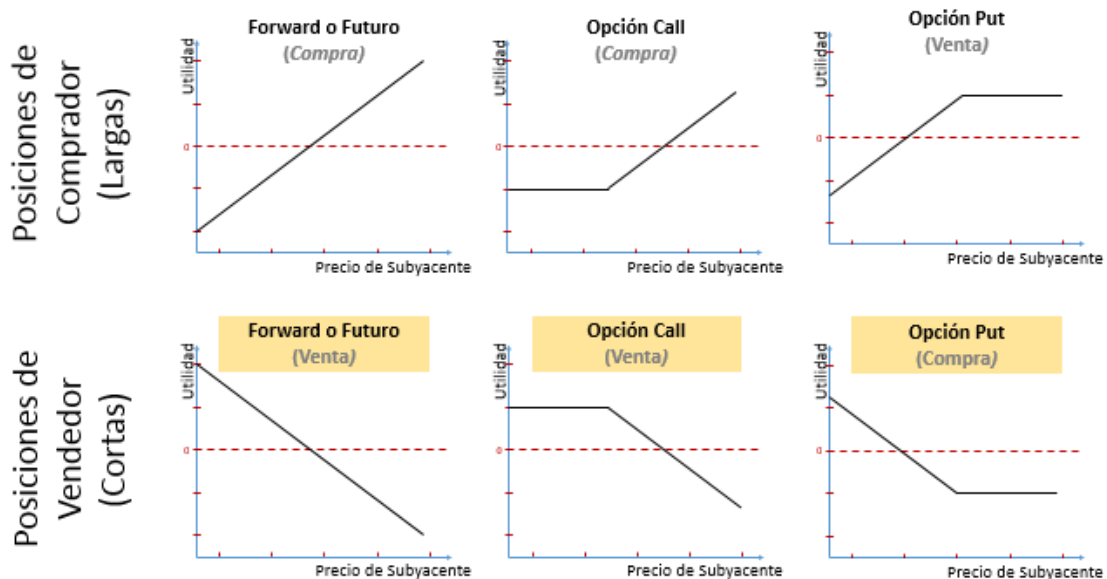 Posiciones de
Comprador
(Largas)
Forward o Futuro
(Compra)
Utilidad
0
Precio de Subyacente
Opción Call
(Compra)
Utilidad
0
Precio de Subyacente
Opción Put
(Venta)
Utilidad
0
Precio de Subyacente
Posiciones de
Vendedor
(Cortas)
Forward o Futuro
(Venta)
Utilidad
0
Precio de Subyacente
Opción Call
(Venta)
Utilidad
0
Precio de Subyacente
Opción Put
(Compra)
Utilidad
0
Precio de Subyacente